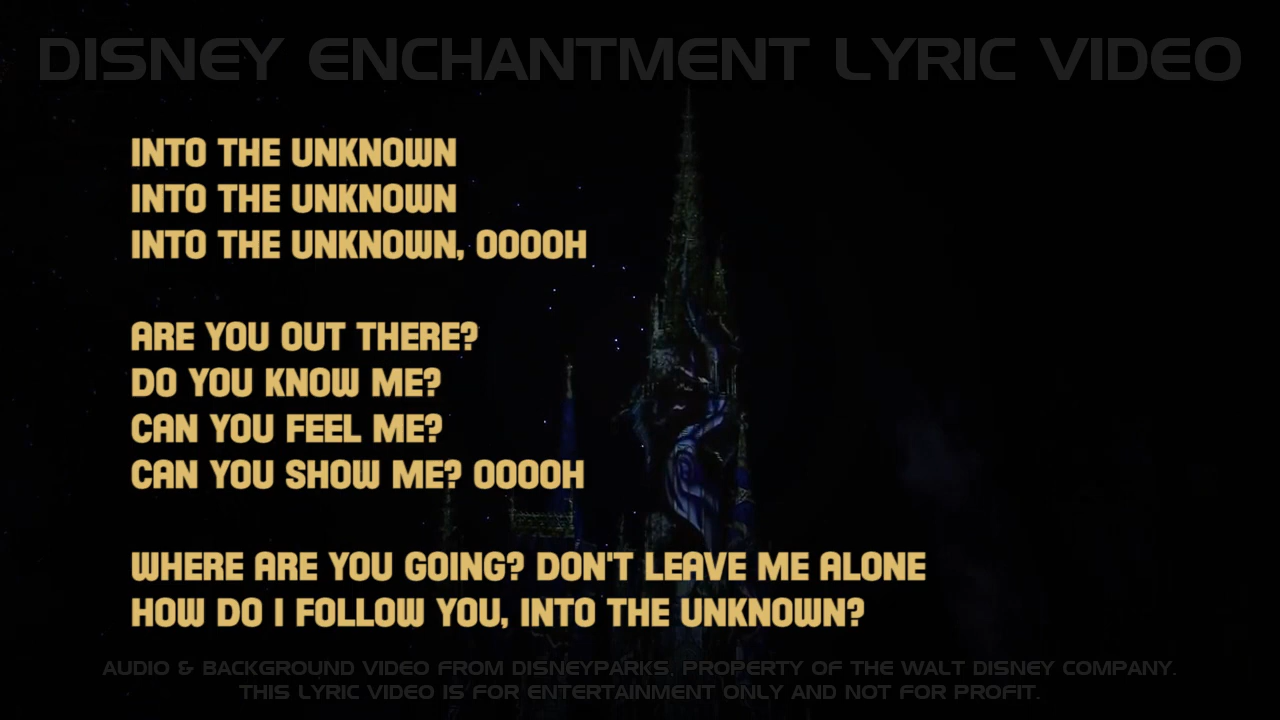 DISNEY ENCHANTMENT LYRIC VIDEO
INTO THE UNKNOWN
INTO THE UNKNOWN
INTO THE UNKNOWN, OOOOH
ARE YOU OUT THERE?
DO YOU KNOW ME?
CAN YOU FEEL ME?
CAN YOU SHOW ME? OOOOH
WHERE ARE YOU GOING? DON'T LEAVE ME ALONE
HOW DO I FOLLOW YOU, INTO THE UNKNOWN?
AUDIO & BACKGROUND VIDEO FROM DISNEYPARKS. PROPERTY OF THE WALT DISNEY COMPANY.
THIS LYRIC VIDEO IS FOR ENTERTAINMENT ONLY AND NOT FOR PROFIT.